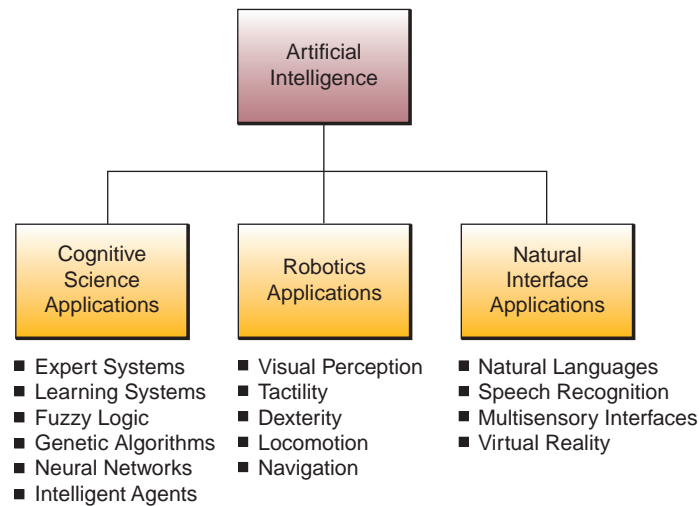 Artificial
Intelligence
Cognitive
Science
Applications
Robotics
Applications
Natural
Interface
Applications
Expert Systems
Learning Systems
Fuzzy Logic
Genetic Algorithms
Neural Networks
Intelligent Agents
Visual Perception
Tactility
Dexterity
Locomotion
Navigation
Natural Languages
Speech Recognition
Multisensory Interfaces
Virtual Reality